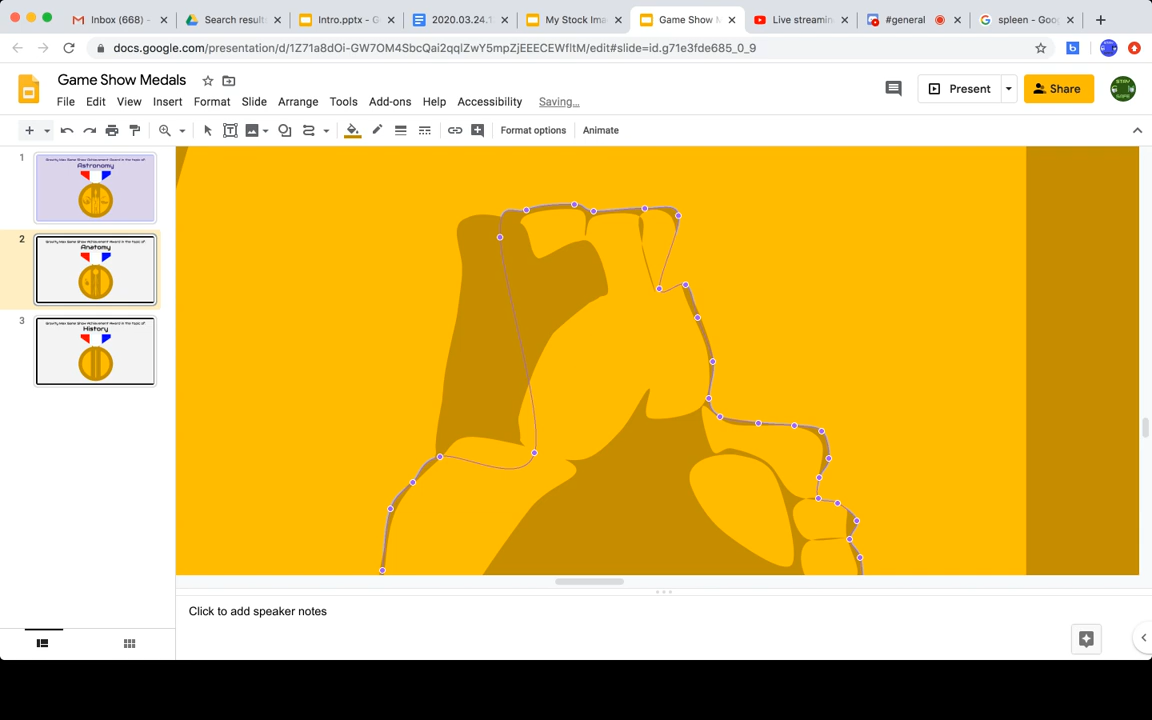 Inbox (668) -
Search results
Intro.pptx - G
2020.03.24.1
My Stock Ima
Game Show M
Live streamin
#general
spleen - Goo
docs.google.com/presentation/d/1Z71a8dOi-GW7OM4SbcQai2qqlZwY5mpZjEEECEWfltM/edit#slide=id.g71e3fde685_0_9
Game Show Medals
File Edit View Insert Format Slide Arrange Tools Add-ons Help Accessibility Saving...
Present
Share
Format options
Animate
1
Astronomy
2
Anatomy
3
History
Click to add speaker notes